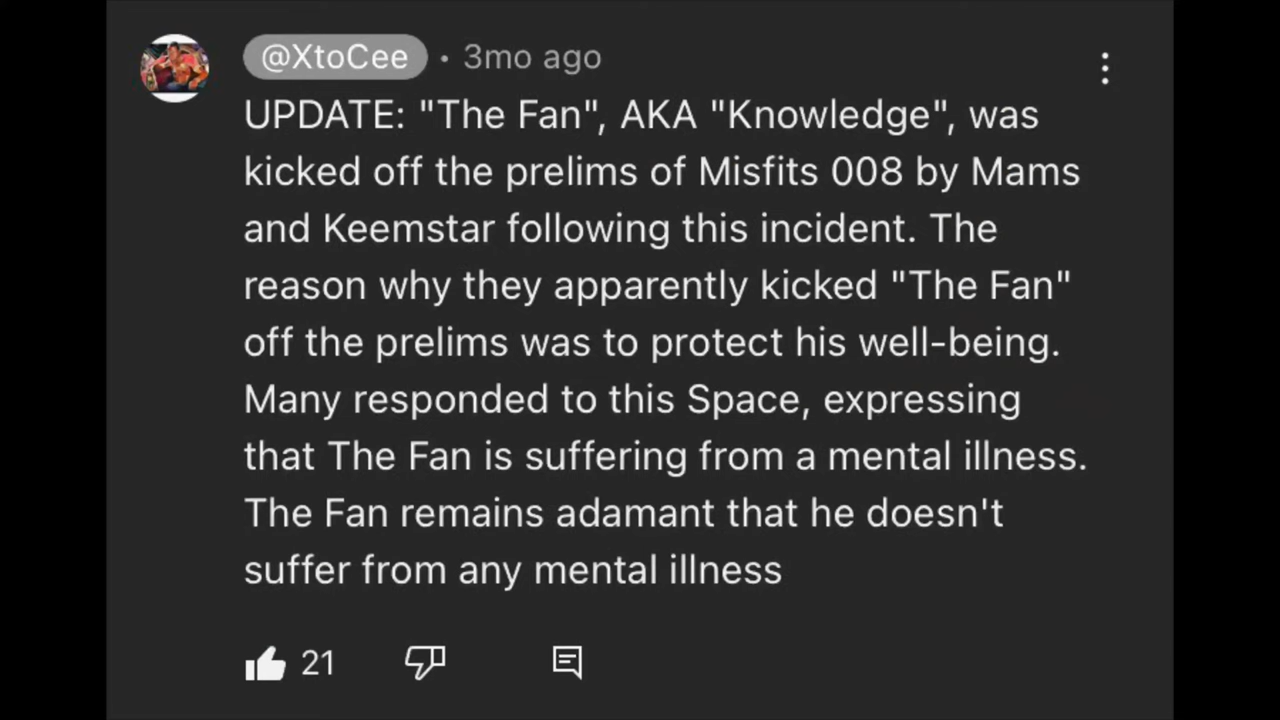 @XtoCee • 3mo ago
UPDATE: "The Fan", AKA "Knowledge", was
kicked off the prelims of Misfits 008 by Mams
and Keemstar following this incident. The
reason why they apparently kicked "The Fan"
off the prelims was to protect his well-being.
Many responded to this Space, expressing
that The Fan is suffering from a mental illness.
The Fan remains adamant that he doesn't
suffer from any mental illness
21